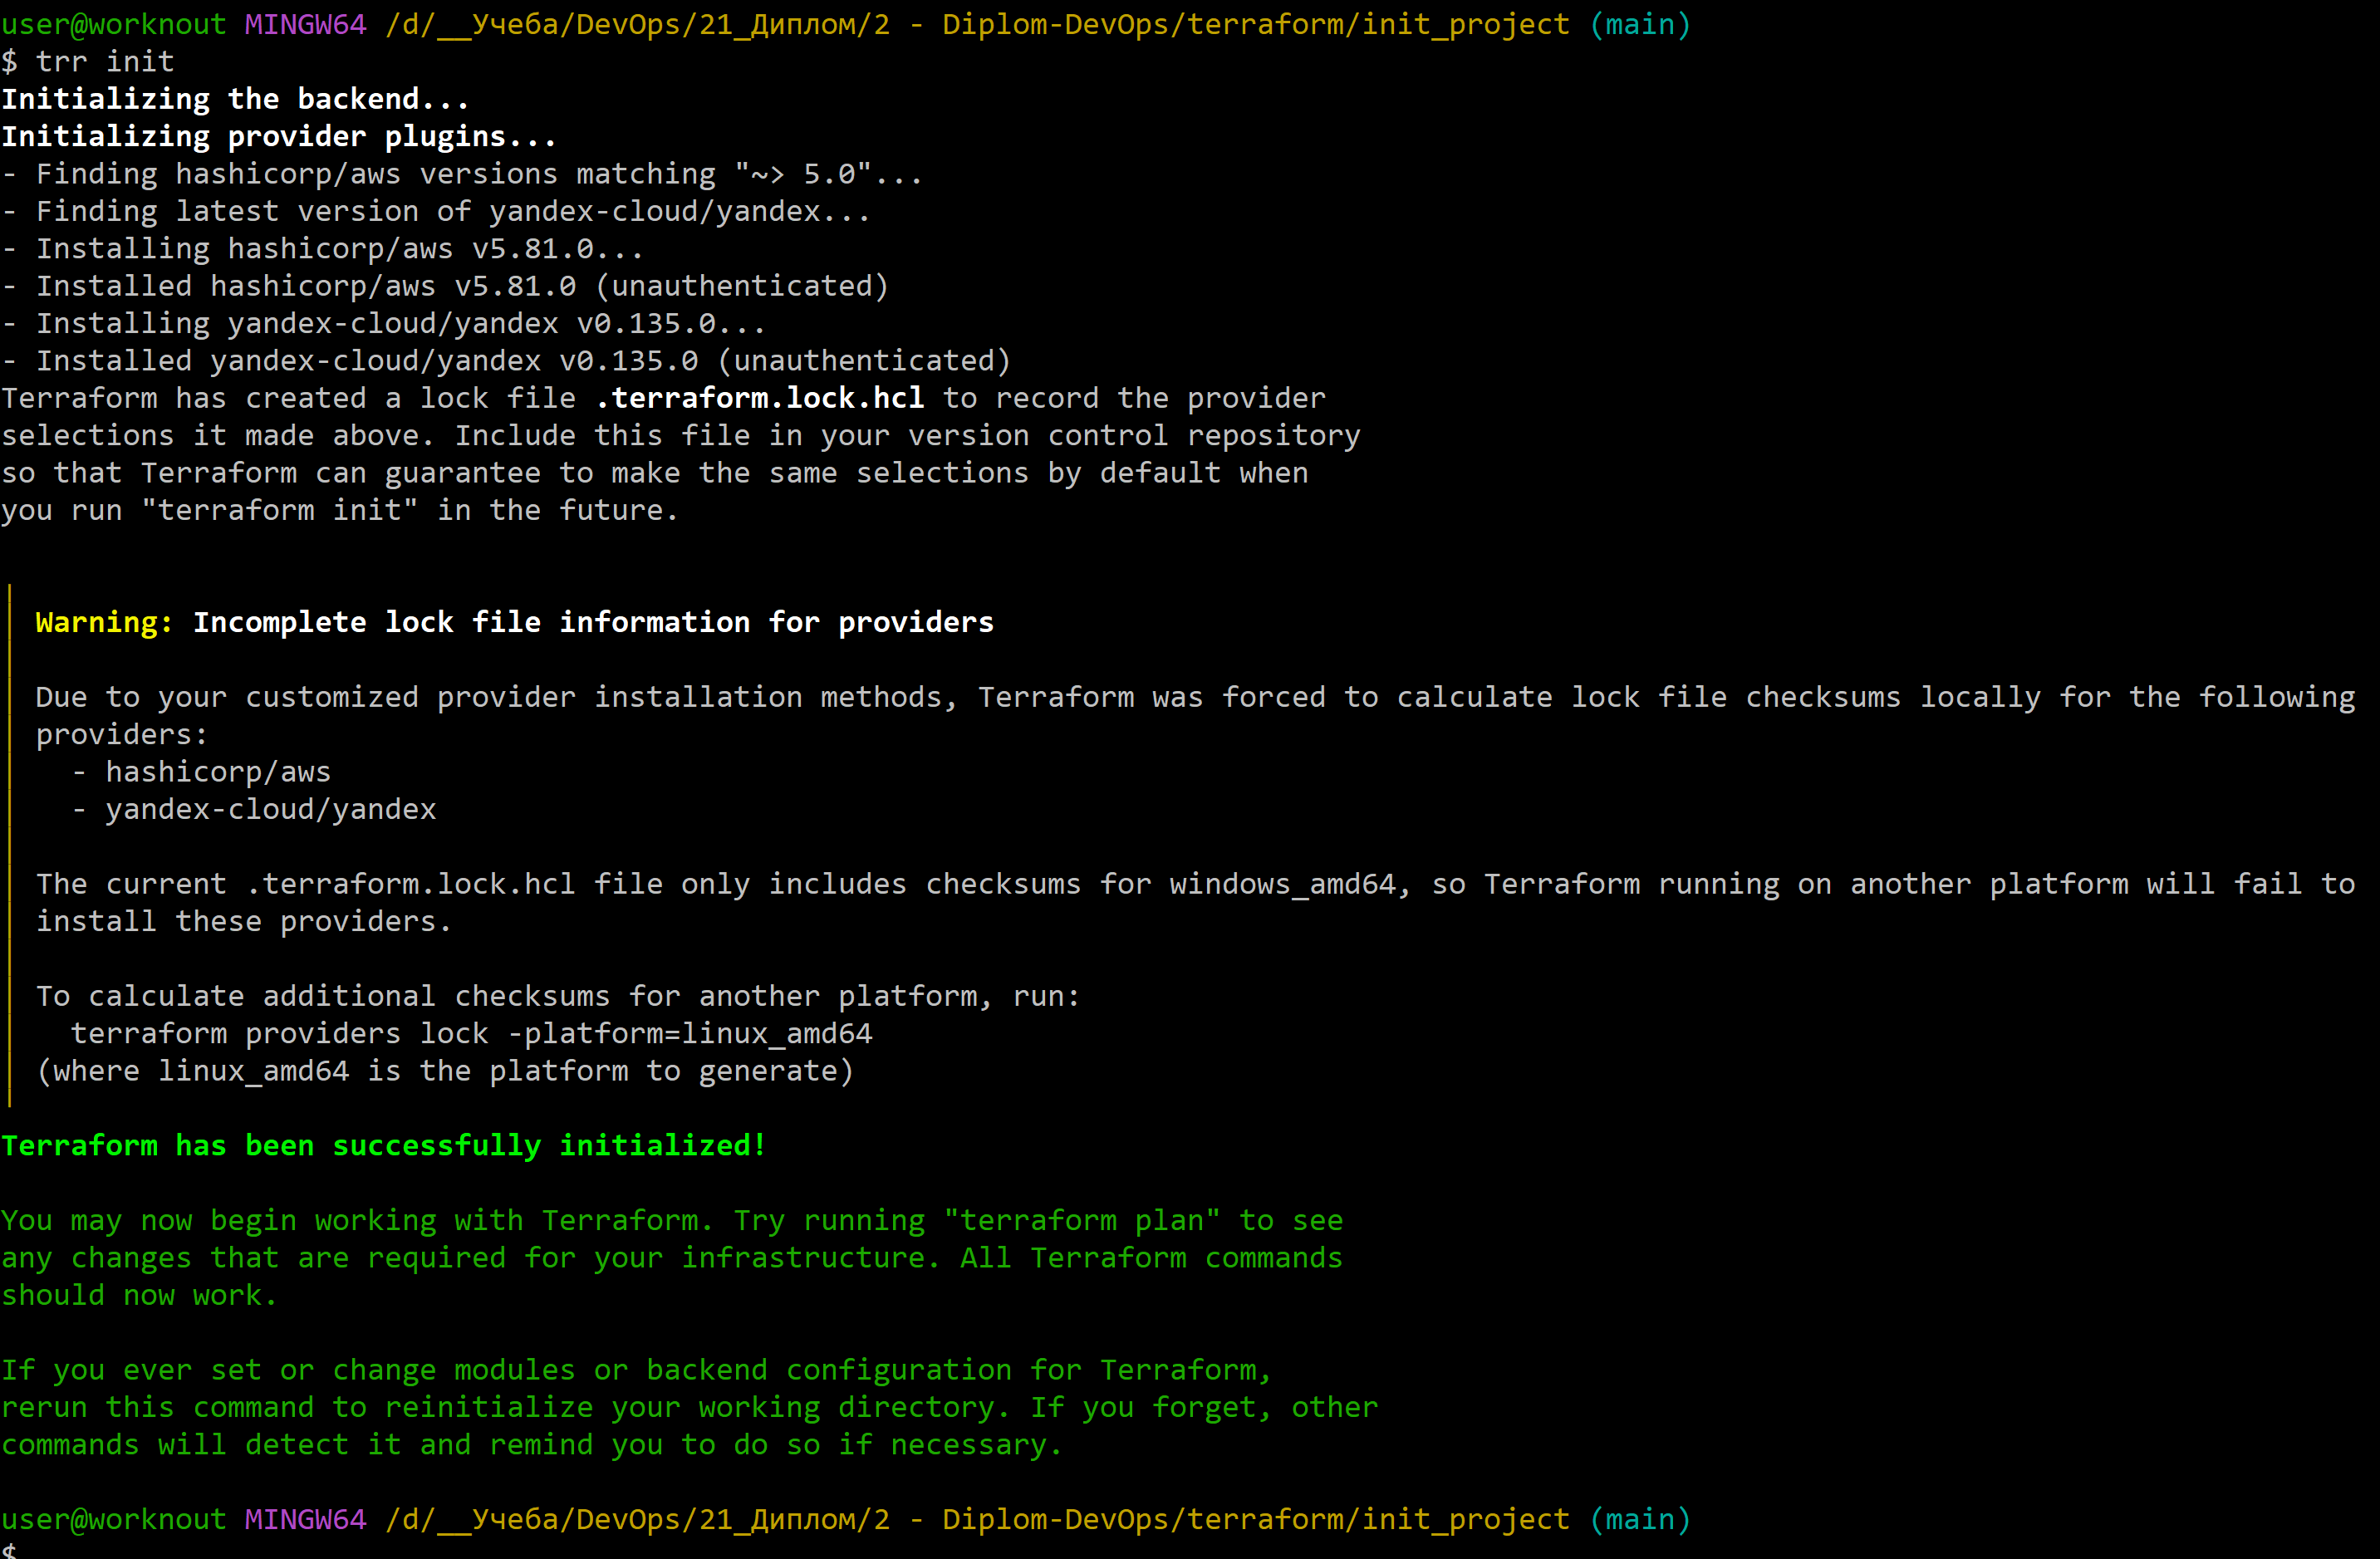 user@worknout MINGW64 /d/__Учеба/DevOps/21_Диплом/2 - Diplom-DevOps/terraform/init_project (main)
$ trr init
Initializing the backend...
Initializing provider plugins...
- Finding hashicorp/aws versions matching "~> 5.0"...
- Finding latest version of yandex-cloud/yandex...
- Installing hashicorp/aws v5.81.0...
- Installed hashicorp/aws v5.81.0 (unauthenticated)
- Installing yandex-cloud/yandex v0.135.0...
- Installed yandex-cloud/yandex v0.135.0 (unauthenticated)
Terraform has created a lock file .terraform.lock.hcl to record the provider
selections it made above. Include this file in your version control repository
so that Terraform can guarantee to make the same selections by default when
you run "terraform init" in the future.
Warning: Incomplete lock file information for providers
Due to your customized provider installation methods, Terraform was forced to calculate lock file checksums locally for the following
providers:
- hashicorp/aws
- yandex-cloud/yandex
The current .terraform.lock.hcl file only includes checksums for windows_amd64, so Terraform running on another platform will fail to
install these providers.
To calculate additional checksums for another platform, run:
terraform providers lock -platform=linux_amd64
(where linux_amd64 is the platform to generate)
Terraform has been successfully initialized!
You may now begin working with Terraform. Try running "terraform plan" to see
any changes that are required for your infrastructure. All Terraform commands
should now work.
If you ever set or change modules or backend configuration for Terraform,
rerun this command to reinitialize your working directory. If you forget, other
commands will detect it and remind you to do so if necessary.
user@worknout MINGW64 /d/__Учеба/DevOps/21_Диплом/2 - Diplom-DevOps/terraform/init_project (main)
$